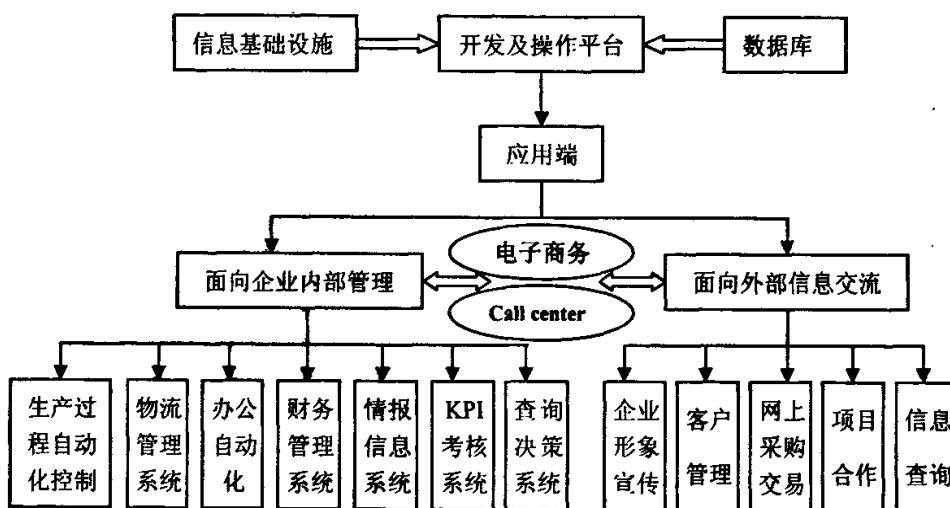 信息基础设施
开发及操作平台
数据库
应用端
电子商务
面向企业内部管理
面向外部信息交流
Call center
生产过
程自动
化控制
物流
管理
系统
办公
自动
化
财务
管理
系统
情报
信息
系统
KPI
考核
系统
查询
决策
系统
企业
形象
宣传
客户
管理
网上
采购
交易
项目
合作
信息
查询